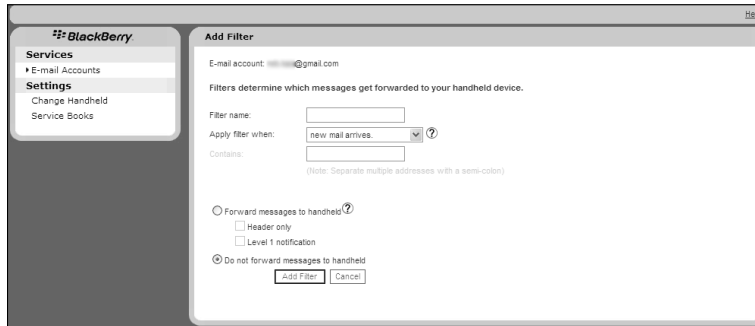 He
BlackBerry
Services
E-mail Accounts
Settings
Change Handheld
Service Books
Add Filter
E-mail account: @gmail.com
Filters determine which messages get forwarded to your handheld device.
Filter name:
Apply filter when: new mail arrives. ?
Contains:
(Note: Separate multiple addresses with a semi-colon)
Forward messages to handheld ?
Header only
Level 1 notification
Do not forward messages to handheld
Add Filter Cancel